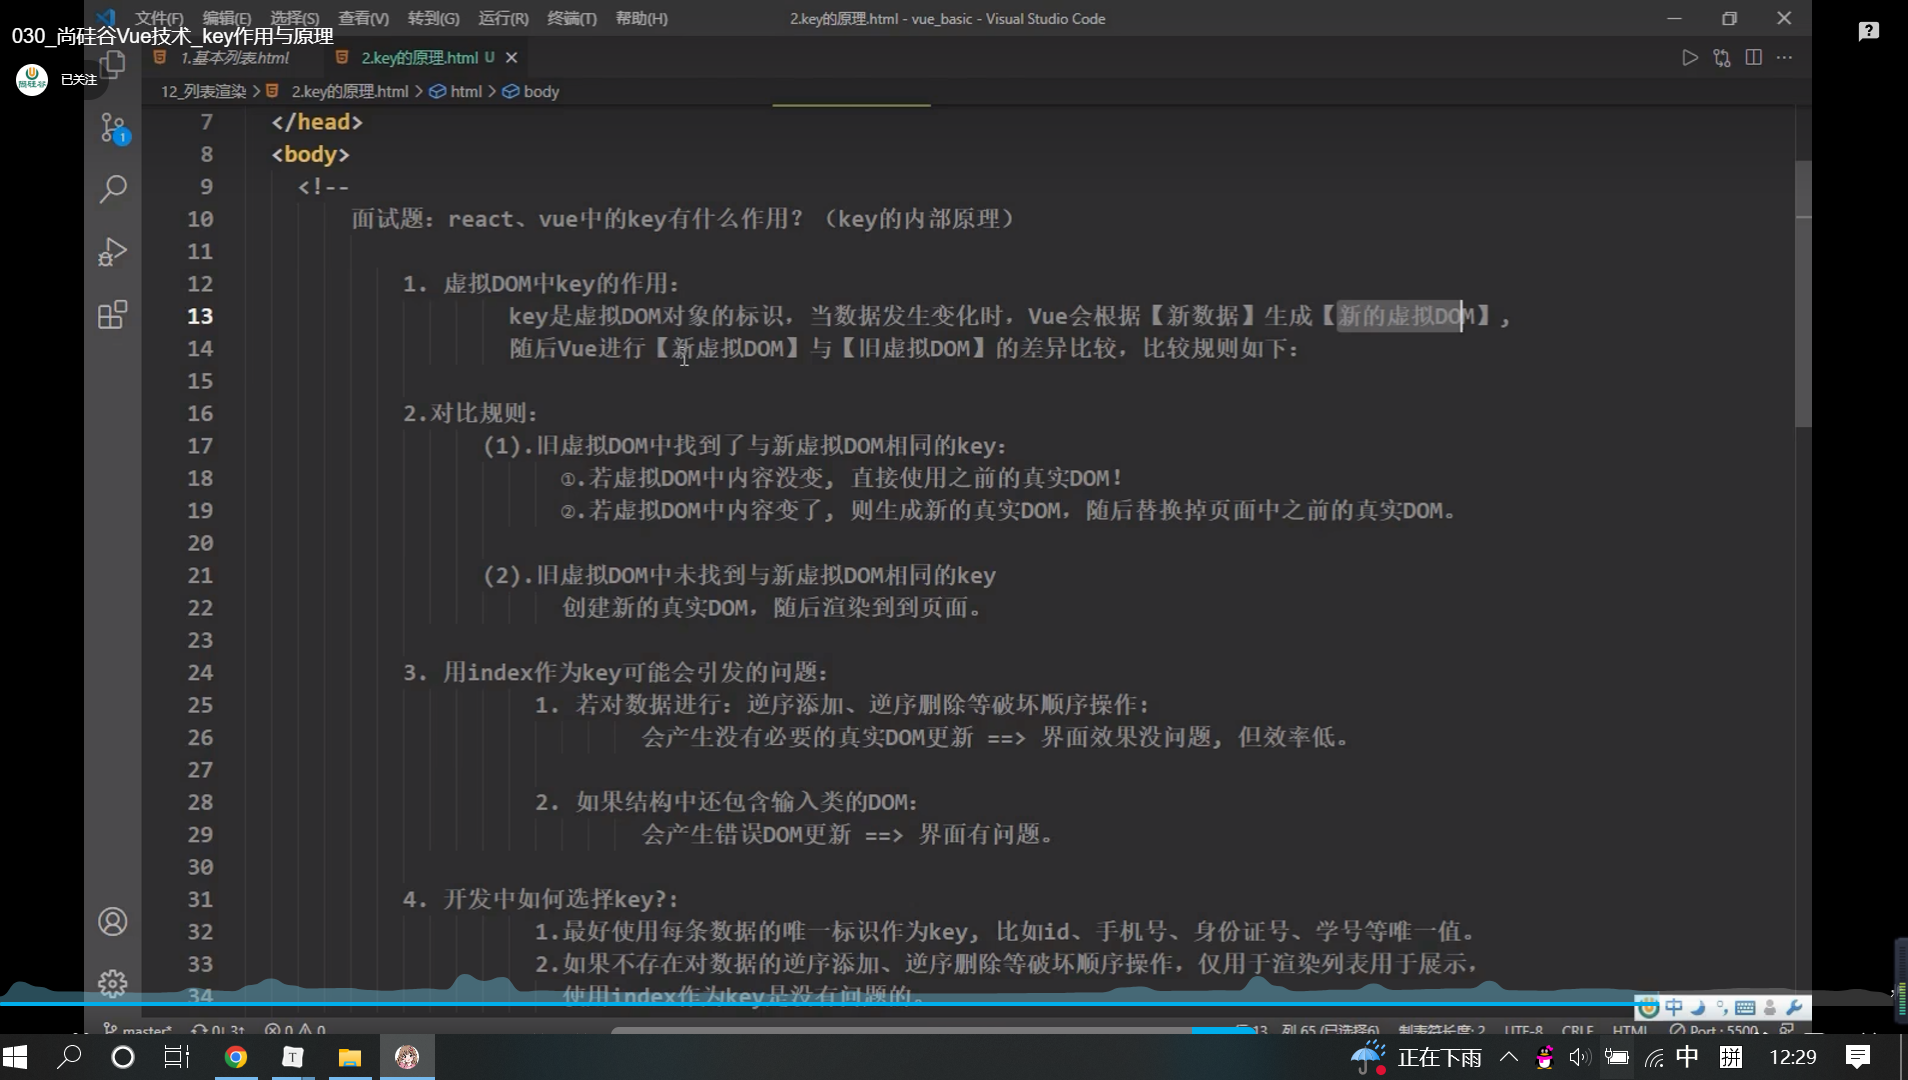 文件(F) 编辑(E) 选择(S) 查看(V) 转到(G) 运行(R) 终端(T) 帮助(H) 2.key的原理.html - vue_basic - Visual Studio Code
030_尚硅谷Vue技术_key作用与原理
1.基本列表.html 2.key的原理.html U
已关注
12_列表渲染 > 2.key的原理.html > html > body
7 </head>
8 <body>
9 <!--
10 面试题：react、vue中的key有什么作用？（key的内部原理）
11
12 1. 虚拟DOM中key的作用：
13 key是虚拟DOM对象的标识，当数据发生变化时，Vue会根据【新数据】生成【新的虚拟DOM】,
14 随后Vue进行【新虚拟DOM】与【旧虚拟DOM】的差异比较，比较规则如下：
15
16 2.对比规则：
17 (1).旧虚拟DOM中找到了与新虚拟DOM相同的key：
18 ①.若虚拟DOM中内容没变, 直接使用之前的真实DOM！
19 ②.若虚拟DOM中内容变了, 则生成新的真实DOM，随后替换掉页面中之前的真实DOM。
20
21 (2).旧虚拟DOM中未找到与新虚拟DOM相同的key
22 创建新的真实DOM，随后渲染到到页面。
23
24 3. 用index作为key可能会引发的问题：
25 1. 若对数据进行：逆序添加、逆序删除等破坏顺序操作:
26 会产生没有必要的真实DOM更新 ==> 界面效果没问题, 但效率低。
27
28 2. 如果结构中还包含输入类的DOM：
29 会产生错误DOM更新 ==> 界面有问题。
30
31 4. 开发中如何选择key?:
32 1.最好使用每条数据的唯一标识作为key, 比如id、手机号、身份证号、学号等唯一值。
33 2.如果不存在对数据的逆序添加、逆序删除等破坏顺序操作，仅用于渲染列表用于展示，
34 使用index作为key是没有问题的。
中
master* 0↓ 3↑ 0 0 13 列 65 (已选择6) 制表符长度: 2 UTF-8 CRLF HTML Port : 5500
正在下雨 中 拼 12:29